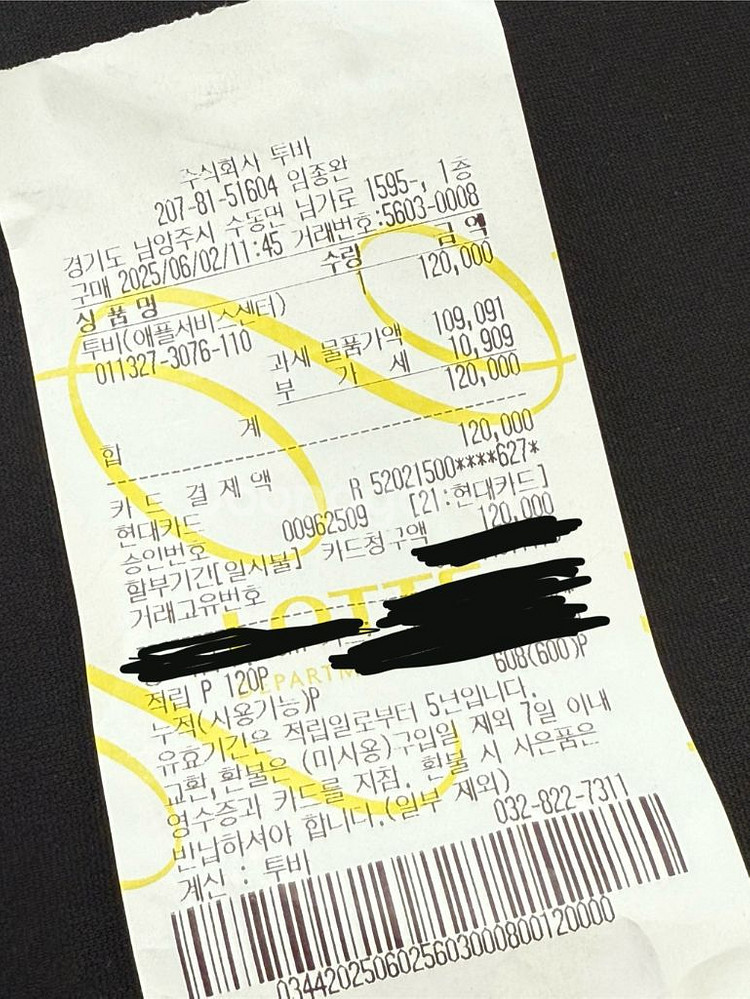 주식회사 투바
207-81-51604 임종완
경기도 남양주시 수동면 남가로 1595-, 1층
구매 2025/06/02/11:45 거래번호:5603-0008
상품명 수량 금액
투바(애플서비스센터) 120,000
011327-3076-110
과세 물품가액 109,091
부 가 세 10,909
합 계 120,000
카드 결제액 120,000
현대카드 R 52021500****627*
승인번호 00962509 [21:현대카드]
할부기간[일시불] 카드청구액 120,000
거래고유번호
LOTTE
적립 P 120P
누적(사용가능)P 608(600)P
유효기간은 적립일로부터 5년입니다.
교환,환불은 (미사용)구입일 제외 7일 이내
영수증과 카드를 지참. 환불 시 사은품은
반납하셔야 합니다.(일부 제외)
계신 : 투바 032-822-7311
0344202506025603000800120000